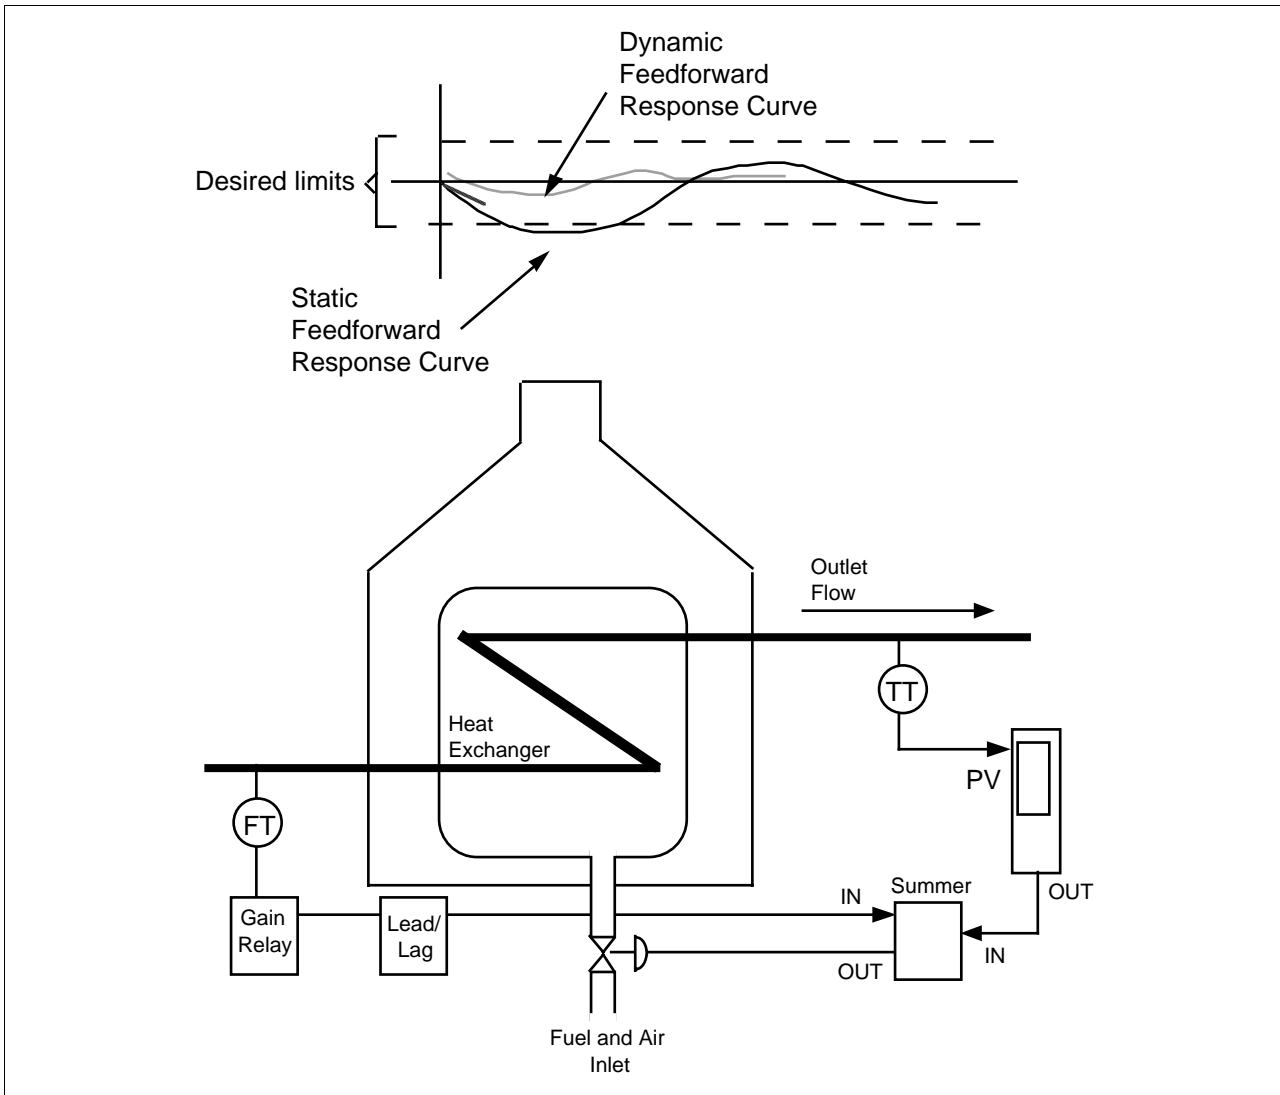 Dynamic
Feedforward
Response Curve
Desired limits
Static
Feedforward
Response Curve
Outlet
Flow
TT
Heat
Exchanger
PV
FT
Summer
OUT
IN
Gain
Relay
Lead/
Lag
IN
OUT
Fuel and Air
Inlet